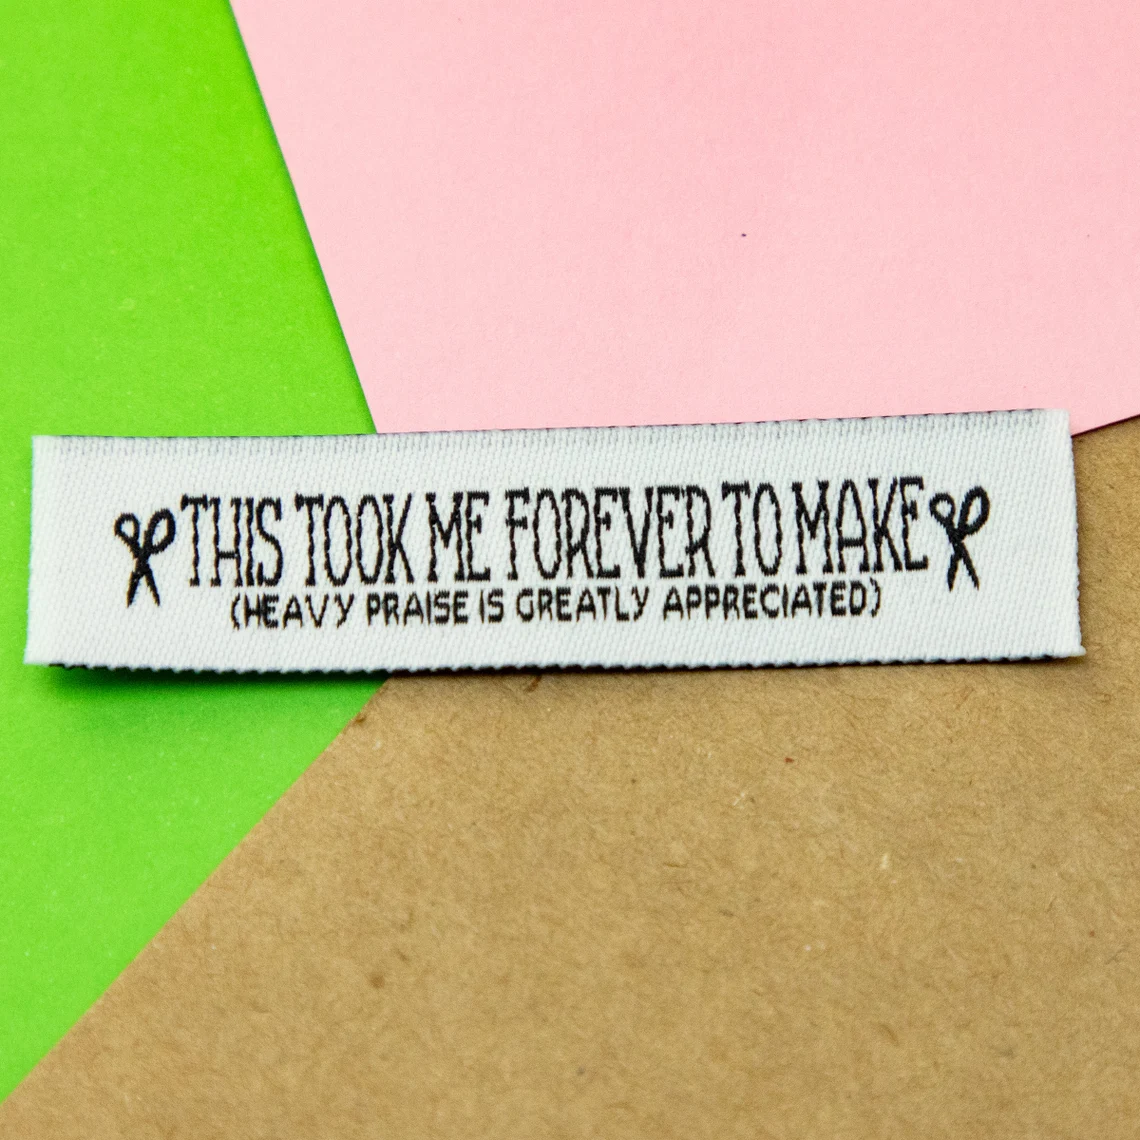 THIS TOOK ME FOREVER TO MAKE
(HEAVY PRAISE IS GREATLY APPRECIATED)